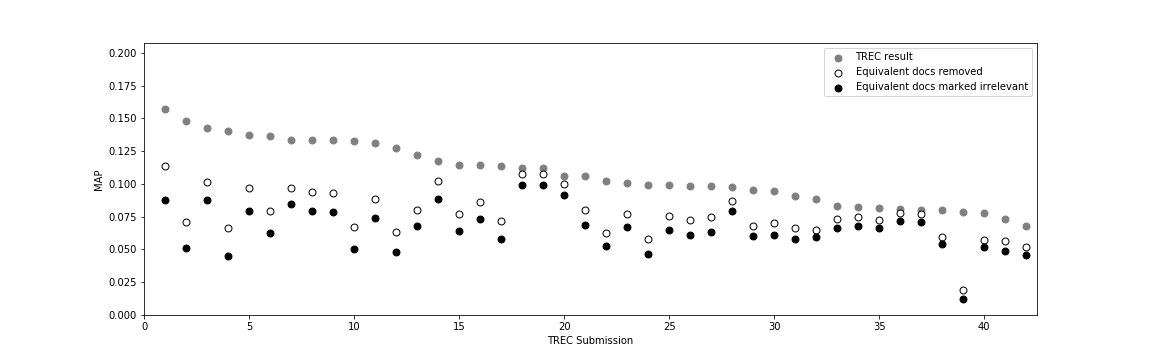 0.200
0.175
0.150
0.125
0.100
0.075
0.050
0.025
0.000
MAP
TREC result
Equivalent docs removed
Equivalent docs marked irrelevant
0 5 10 15 20 25 30 35 40
TREC Submission